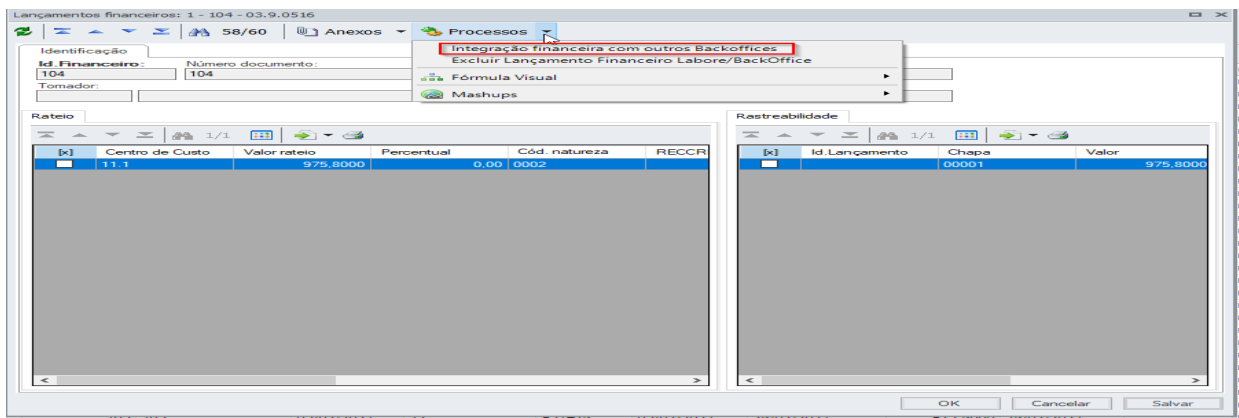 Lançamentos financeiros: 1 - 104 - 03.9.0516
58/60 Anexos Processos
Integração financeira com outros Backoffices
Excluir Lançamento Financeiro Labore/BackOffice
Fórmula Visual
Mashups
Identificação
Id.Financeiro: Número documento:
104 104
Tomador:
Rateio Rastreabilidade
1/1 1/1
[x] Centro de Custo Valor rateio Percentual Cód. natureza RECCR [x] Id.Lançamento Chapa Valor
11.1 975,8000 0,00 0002 00001 975,8000
OK Cancelar Salvar